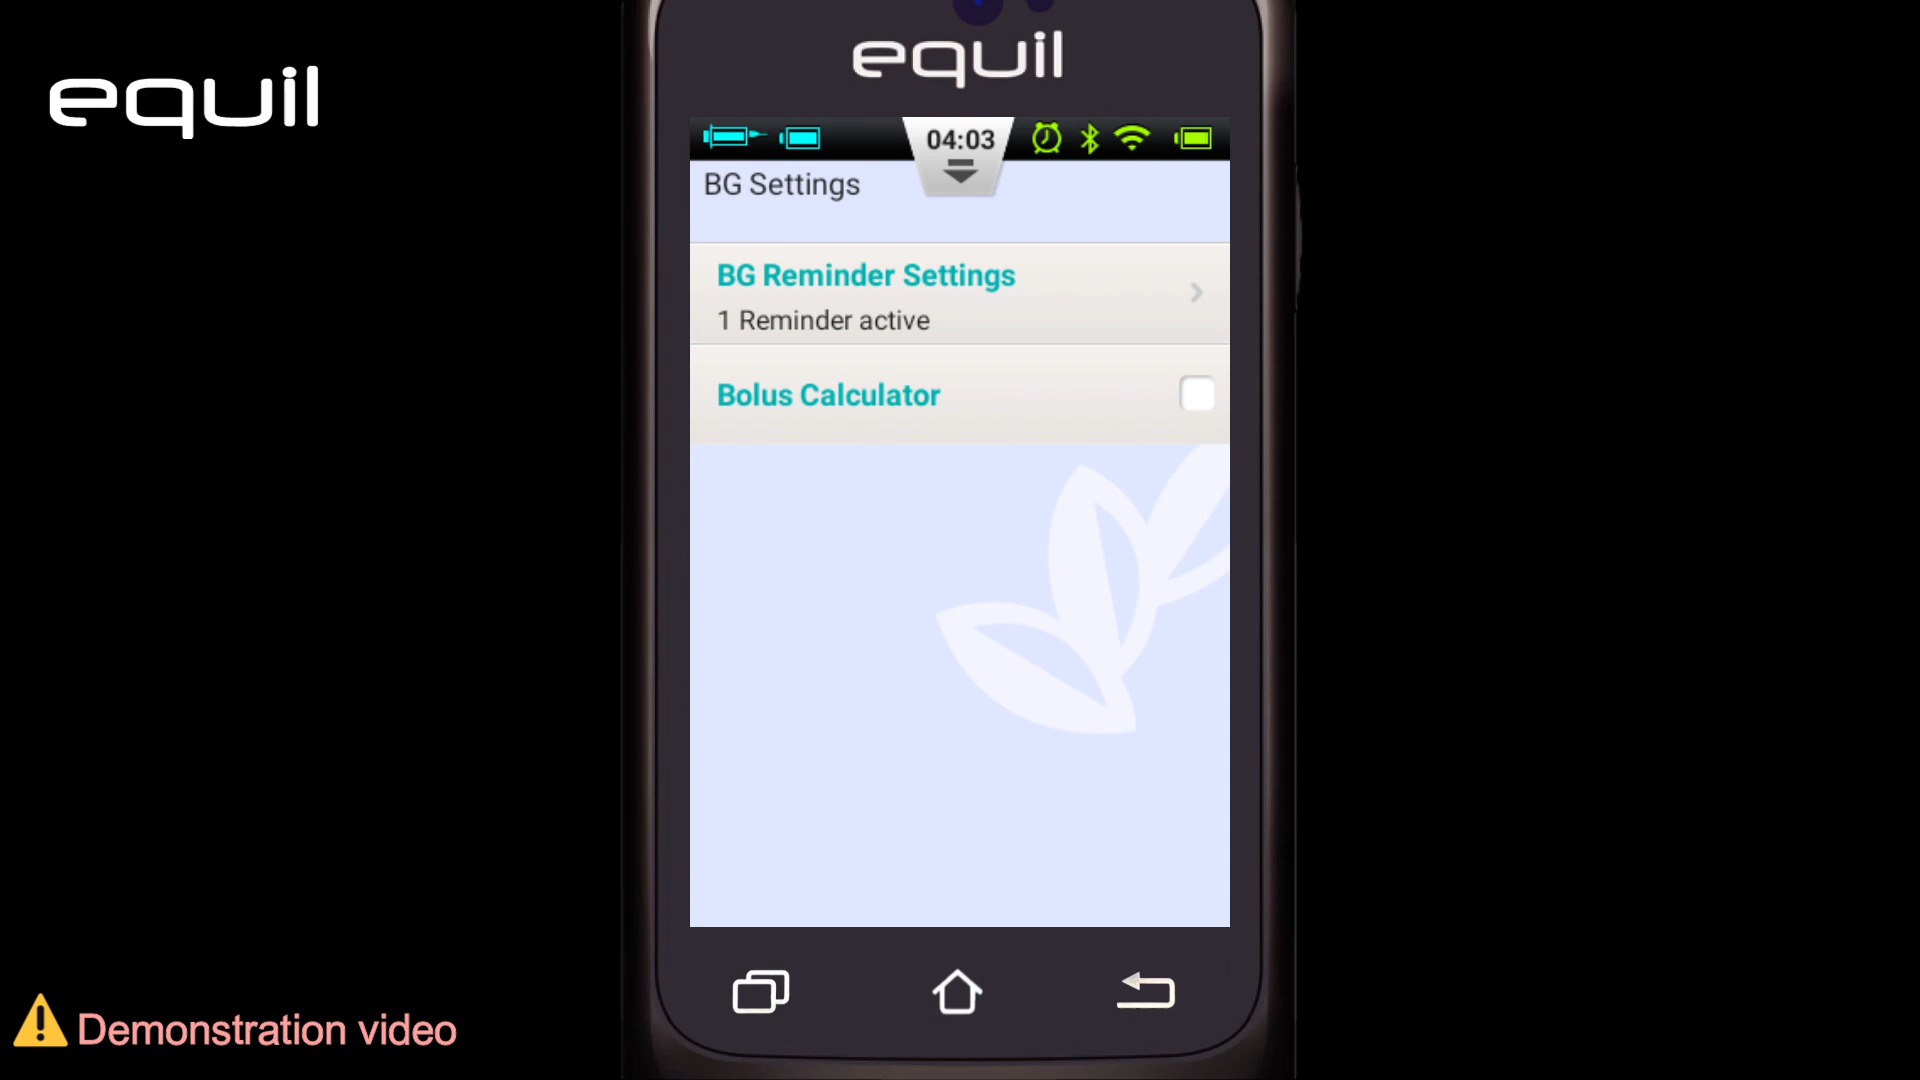 equil
equil
04:03
BG Settings
BG Reminder Settings
1 Reminder active
Bolus Calculator
Demonstration video